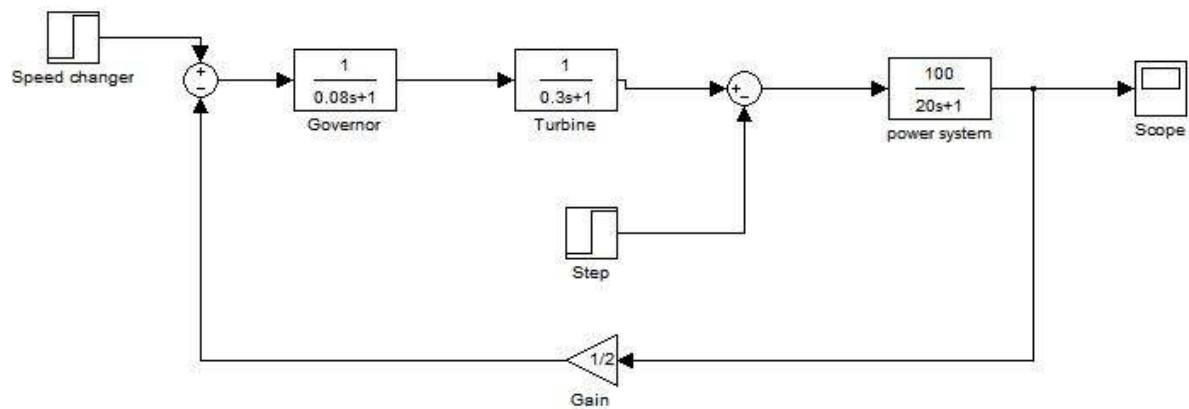 Speed changer
+
−
1
0.08s+1
Governor
1
0.3s+1
Turbine
+
−
100
20s+1
power system
Scope
Step
1/2
Gain